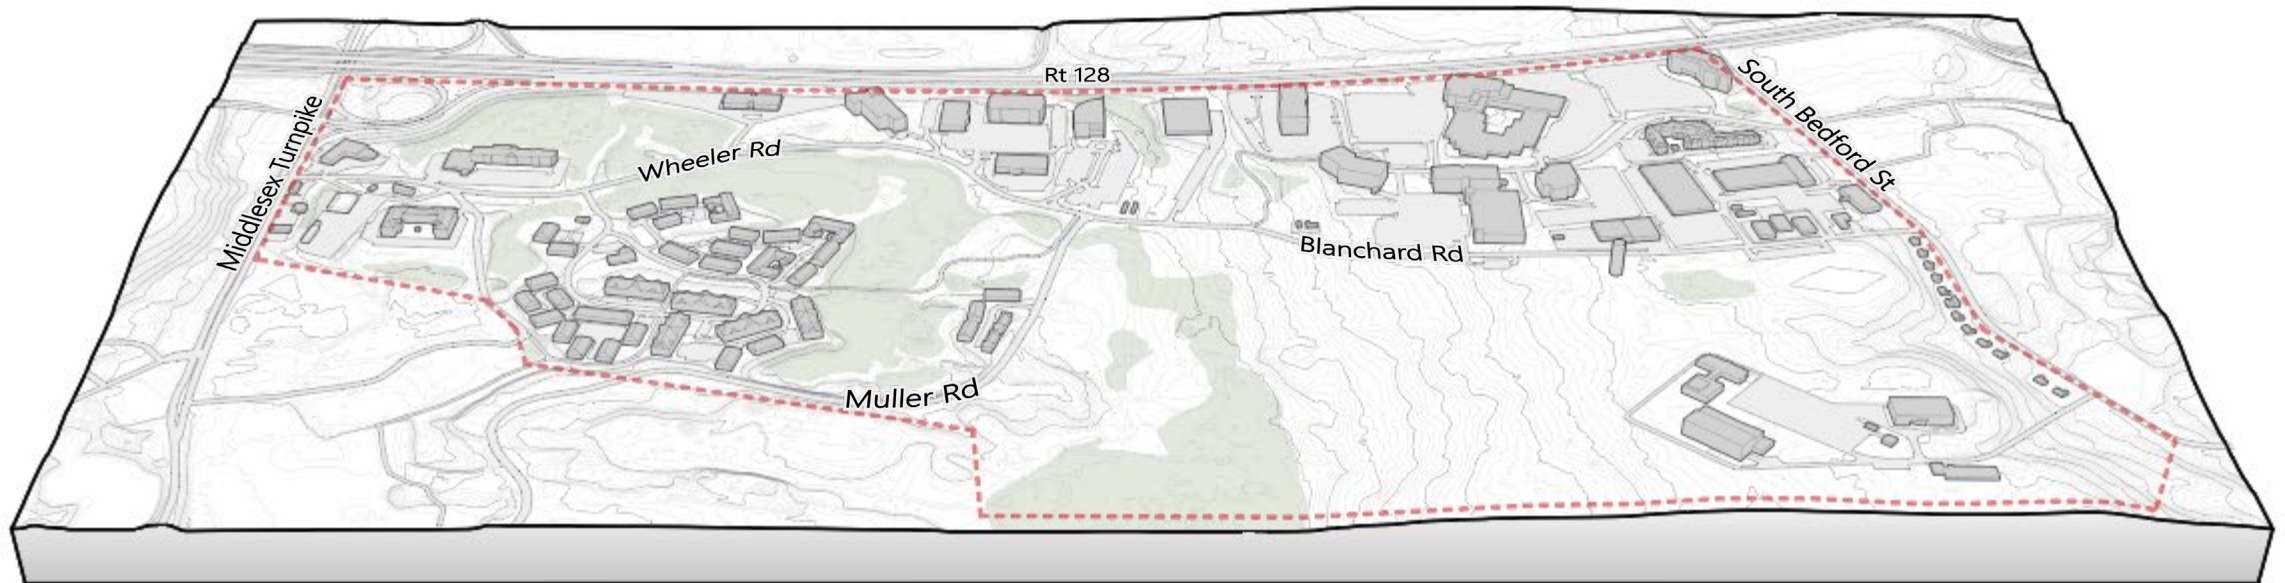 Rt 128
South Bedford St
Middlesex Turnpike
Wheeler Rd
Blanchard Rd
Muller Rd